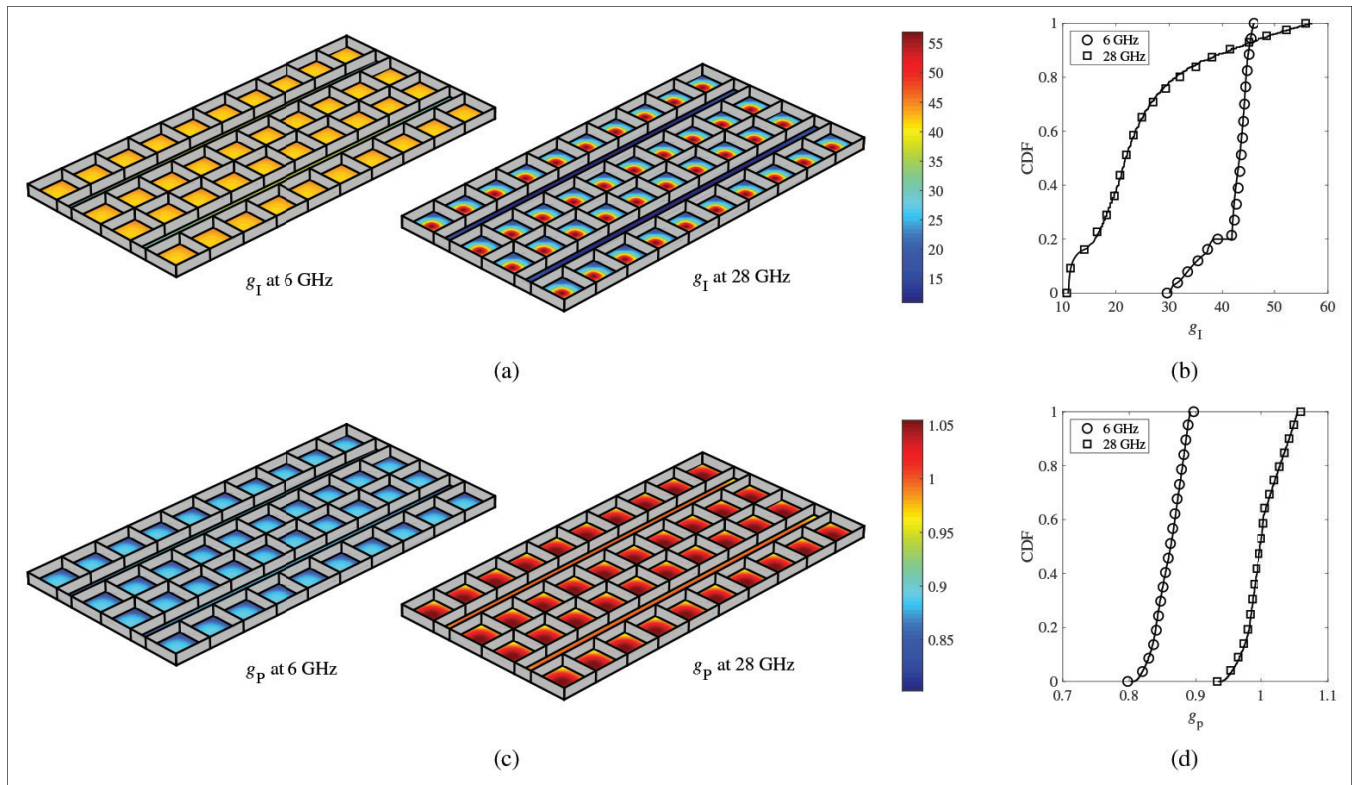 g_I at 6 GHz
g_I at 28 GHz
55
50
45
40
35
30
25
20
15
(a)
1
0.8
0.6
0.4
0.2
0
CDF
6 GHz
28 GHz
10 20 30 40 50 60
g_I
(b)
g_P at 6 GHz
g_P at 28 GHz
1.05
1
0.95
0.9
0.85
(c)
1
0.8
0.6
0.4
0.2
0
CDF
6 GHz
28 GHz
0.7 0.8 0.9 1 1.1
g_p
(d)